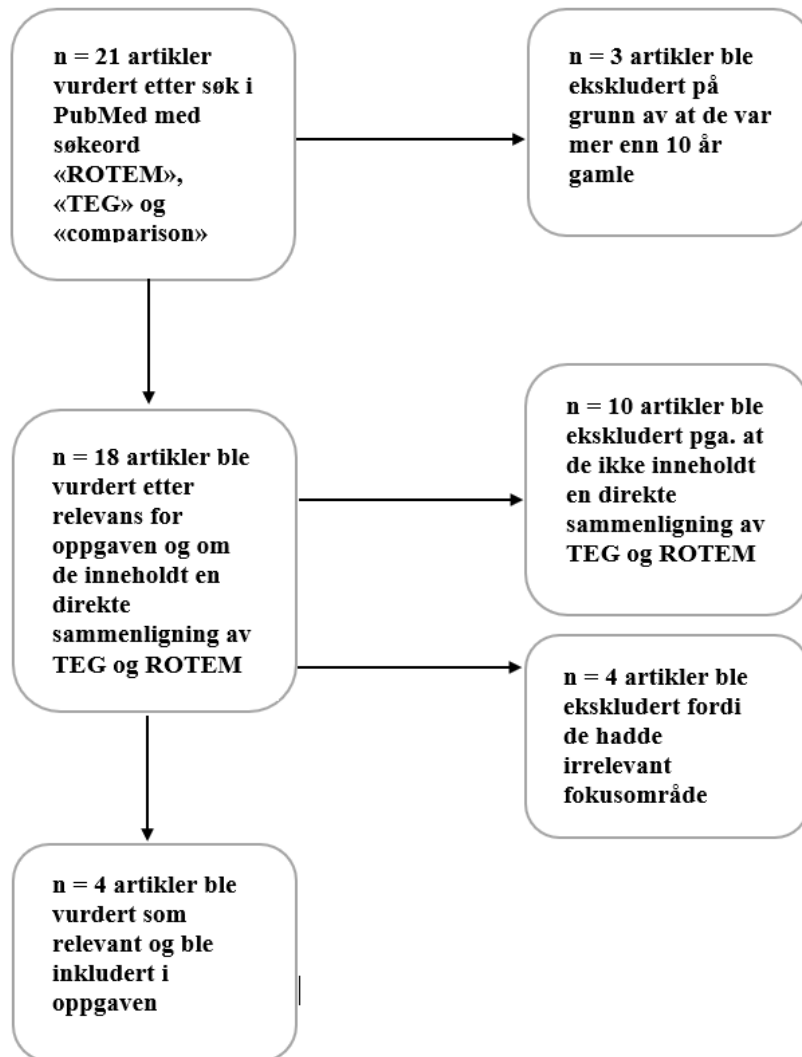 n = 21 artikler
vurdert etter søk i
PubMed med
søkeord
«ROTEM»,
«TEG» og
«comparison»
n = 3 artikler ble
ekskludert på
grunn av at de var
mer enn 10 år
gamle
n = 18 artikler ble
vurdert etter
relevans for
oppgaven og om
de inneholdt en
direkte
sammenligning av
TEG og ROTEM
n = 10 artikler ble
ekskludert pga. at
de ikke inneholdt
en direkte
sammenligning av
TEG og ROTEM
n = 4 artikler ble
ekskludert fordi
de hadde
irrelevant
fokusområde
n = 4 artikler ble
vurdert som
relevant og ble
inkludert i
oppgaven